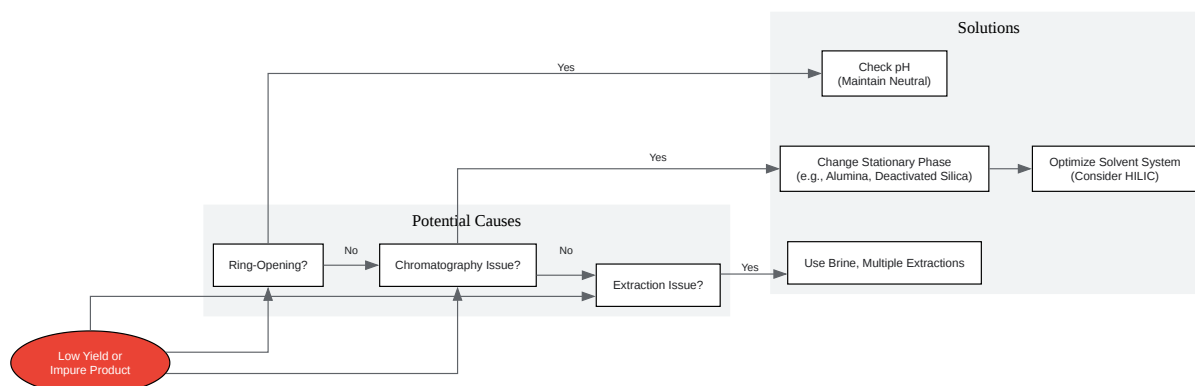 Solutions
Yes
Check pH
(Maintain Neutral)
Yes
Change Stationary Phase
(e.g., Alumina, Deactivated Silica)
Optimize Solvent System
(Consider HILIC)
Potential Causes
Ring-Opening?
No
Chromatography Issue?
No
Extraction Issue?
Yes
Use Brine, Multiple Extractions
Low Yield or
Impure Product